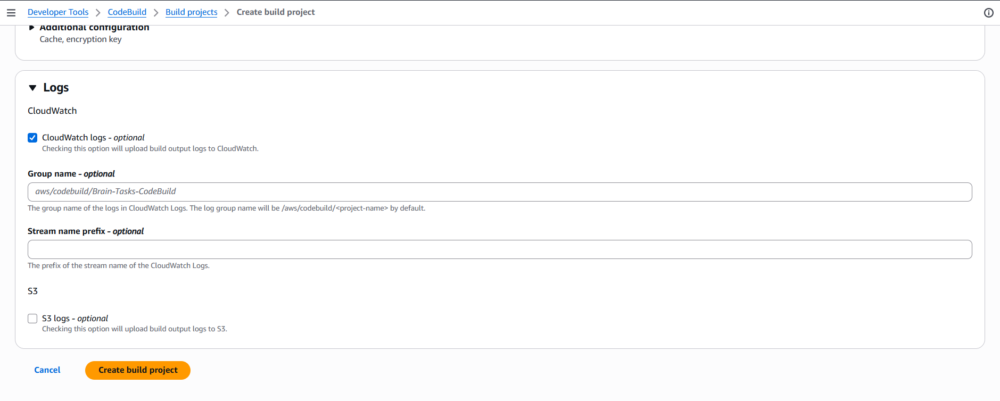 Developer Tools > CodeBuild > Build projects > Create build project
Additional configuration
Cache, encryption key
Logs
CloudWatch
CloudWatch logs - optional
Checking this option will upload build output logs to CloudWatch.
Group name - optional
aws/codebuild/Brain-Tasks-CodeBuild
The group name of the logs in CloudWatch Logs. The log group name will be /aws/codebuild/<project-name> by default.
Stream name prefix - optional
The prefix of the stream name of the CloudWatch Logs.
S3
S3 logs - optional
Checking this option will upload build output logs to S3.
Cancel Create build project